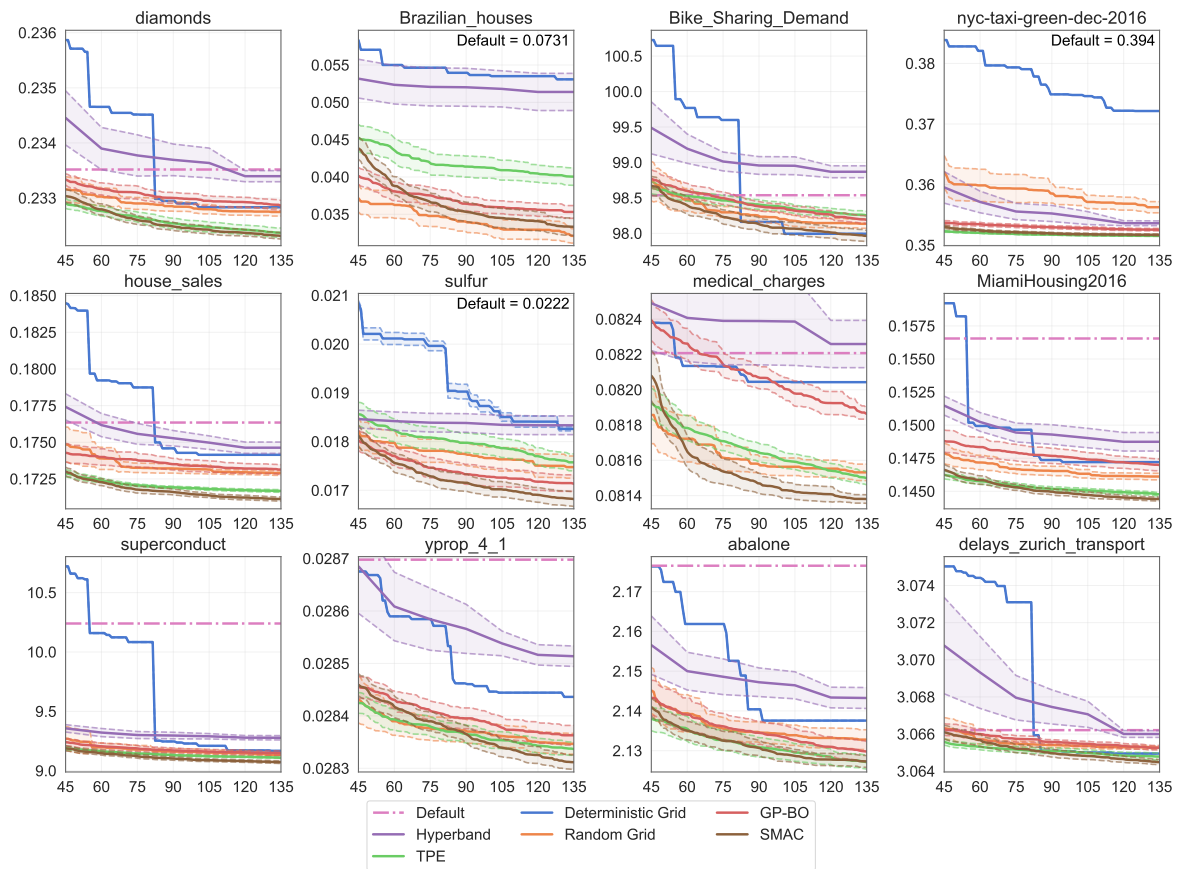 diamonds
0.236
0.235
0.234
0.233
45 60 75 90 105 120 135
Brazilian_houses
Default = 0.0731
0.055
0.050
0.045
0.040
0.035
45 60 75 90 105 120 135
Bike_Sharing_Demand
100.5
100.0
99.5
99.0
98.5
98.0
45 60 75 90 105 120 135
nyc-taxi-green-dec-2016
Default = 0.394
0.38
0.37
0.36
0.35
45 60 75 90 105 120 135
house_sales
0.1850
0.1825
0.1800
0.1775
0.1750
0.1725
45 60 75 90 105 120 135
sulfur
Default = 0.0222
0.021
0.020
0.019
0.018
0.017
45 60 75 90 105 120 135
medical_charges
0.0824
0.0822
0.0820
0.0818
0.0816
0.0814
45 60 75 90 105 120 135
MiamiHousing2016
0.1575
0.1550
0.1525
0.1500
0.1475
0.1450
45 60 75 90 105 120 135
superconduct
10.5
10.0
9.5
9.0
45 60 75 90 105 120 135
yprop_4_1
0.0287
0.0286
0.0285
0.0284
0.0283
45 60 75 90 105 120 135
abalone
2.17
2.16
2.15
2.14
2.13
45 60 75 90 105 120 135
delays_zurich_transport
3.074
3.072
3.070
3.068
3.066
3.064
45 60 75 90 105 120 135
Default
Hyperband
TPE
Deterministic Grid
Random Grid
GP-BO
SMAC